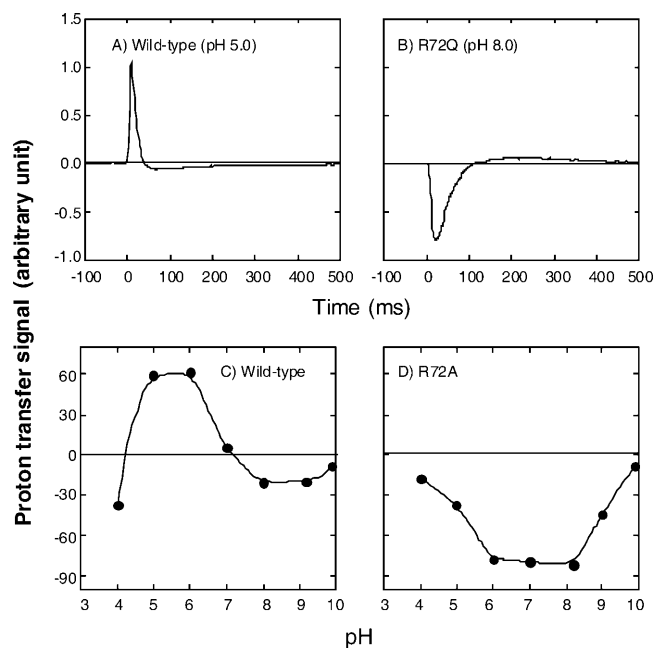 Proton transfer signal (arbitrary unit)
A) Wild-type (pH 5.0)
1.5
1.0
0.5
0.0
-0.5
-1.0
-100 0 100 200 300 400 500
B) R72Q (pH 8.0)
-100 0 100 200 300 400 500
Time (ms)
C) Wild-type
60
30
0
-30
-60
-90
3 4 5 6 7 8 9 10
D) R72A
3 4 5 6 7 8 9 10
pH